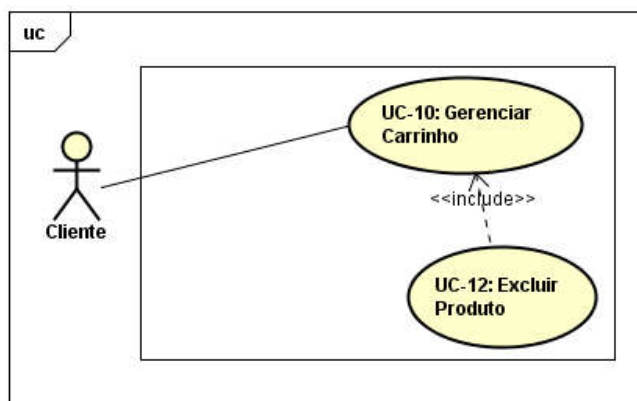 uc
UC-10: Gerenciar
Carrinho
<<include>>
Cliente
UC-12: Excluir
Produto